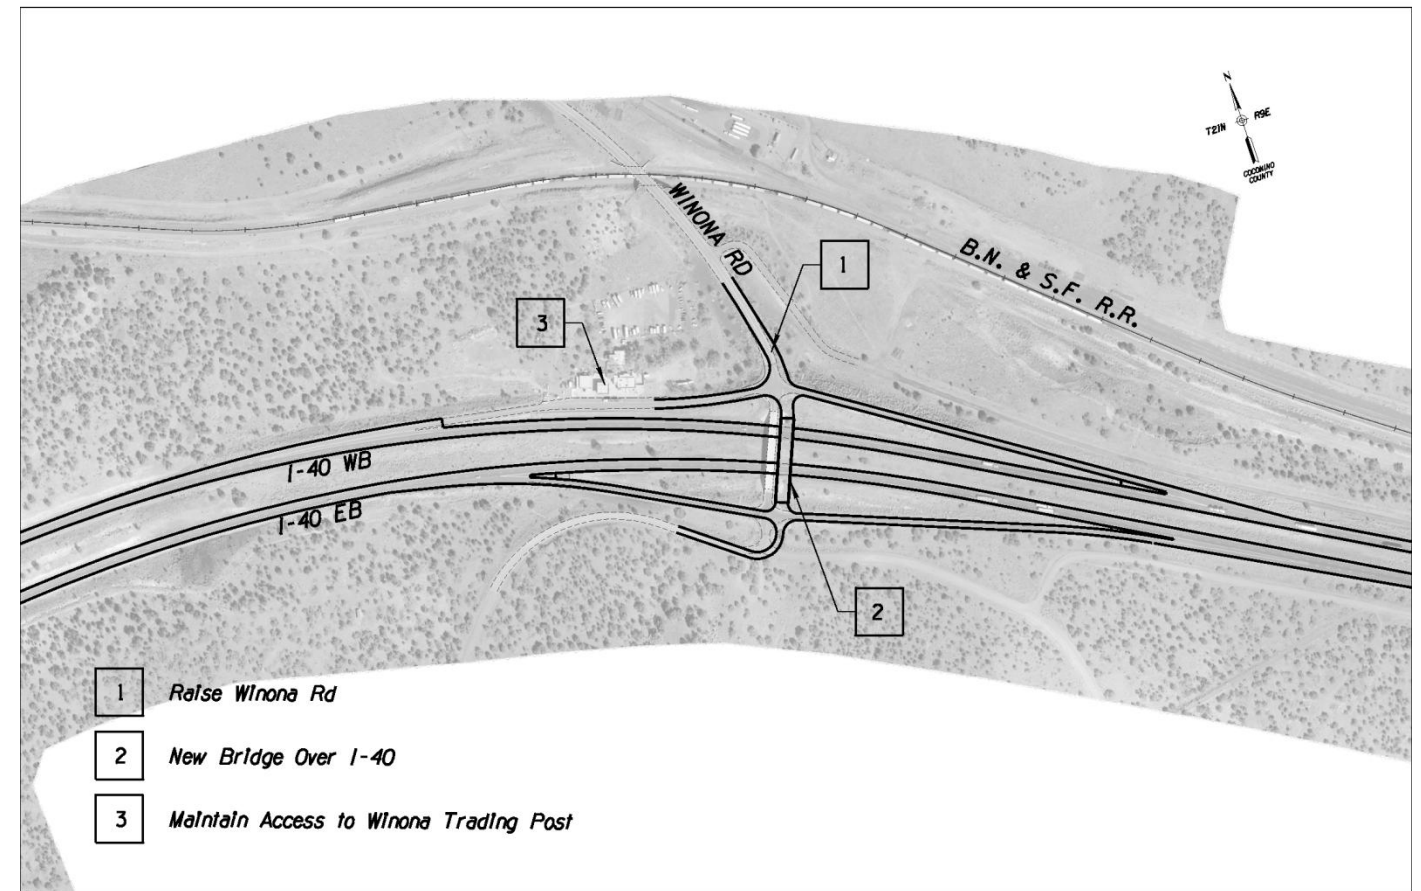 N
T21N R9E
COCONINO
COUNTY
WINONA RD
1
B.N. & S.F. R.R.
3
I-40 WB
I-40 EB
2
1 Raise Winona Rd
2 New Bridge Over I-40
3 Maintain Access to Winona Trading Post